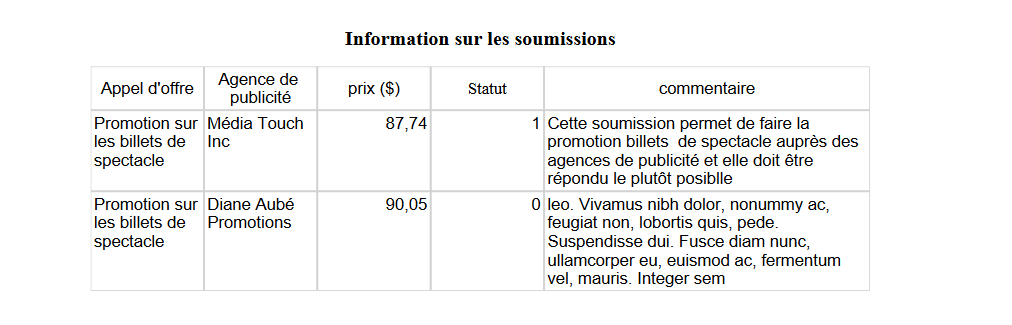 Information sur les soumissions
Appel d'offre
Agence de
publicité
prix ($)
Statut
commentaire
Promotion sur
les billets de
spectacle
Média Touch
Inc
87,74
1
Cette soumission permet de faire la
promotion billets  de spectacle auprès des
agences de publicité et elle doit être
répondu le plutôt posiblle
Promotion sur
les billets de
spectacle
Diane Aubé
Promotions
90,05
0
leo. Vivamus nibh dolor, nonummy ac,
feugiat non, lobortis quis, pede.
Suspendisse dui. Fusce diam nunc,
ullamcorper eu, euismod ac, fermentum
vel, mauris. Integer sem